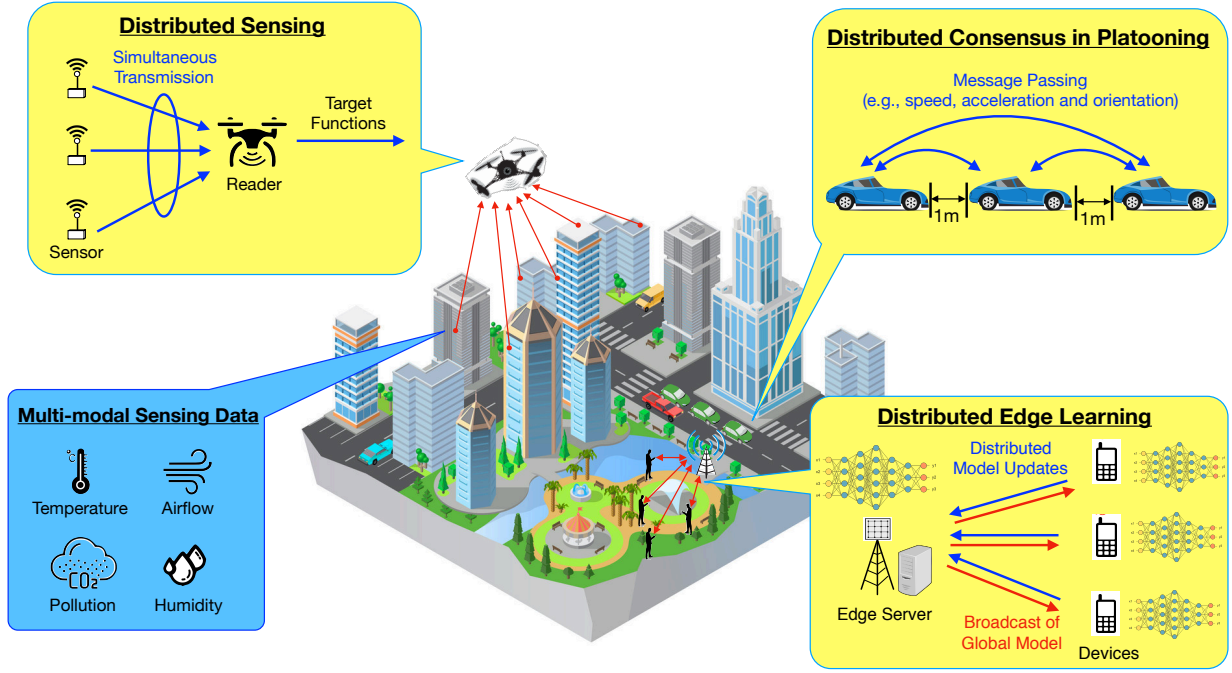 Distributed Sensing
Simultaneous
Transmission
Target
Functions
Reader
Sensor
Distributed Consensus in Platooning
Message Passing
(e.g., speed, acceleration and orientation)
1m
1m
Multi-modal Sensing Data
Temperature
Airflow
CO2
Pollution
Humidity
Distributed Edge Learning
Distributed
Model Updates
Edge Server
Broadcast of
Global Model
Devices